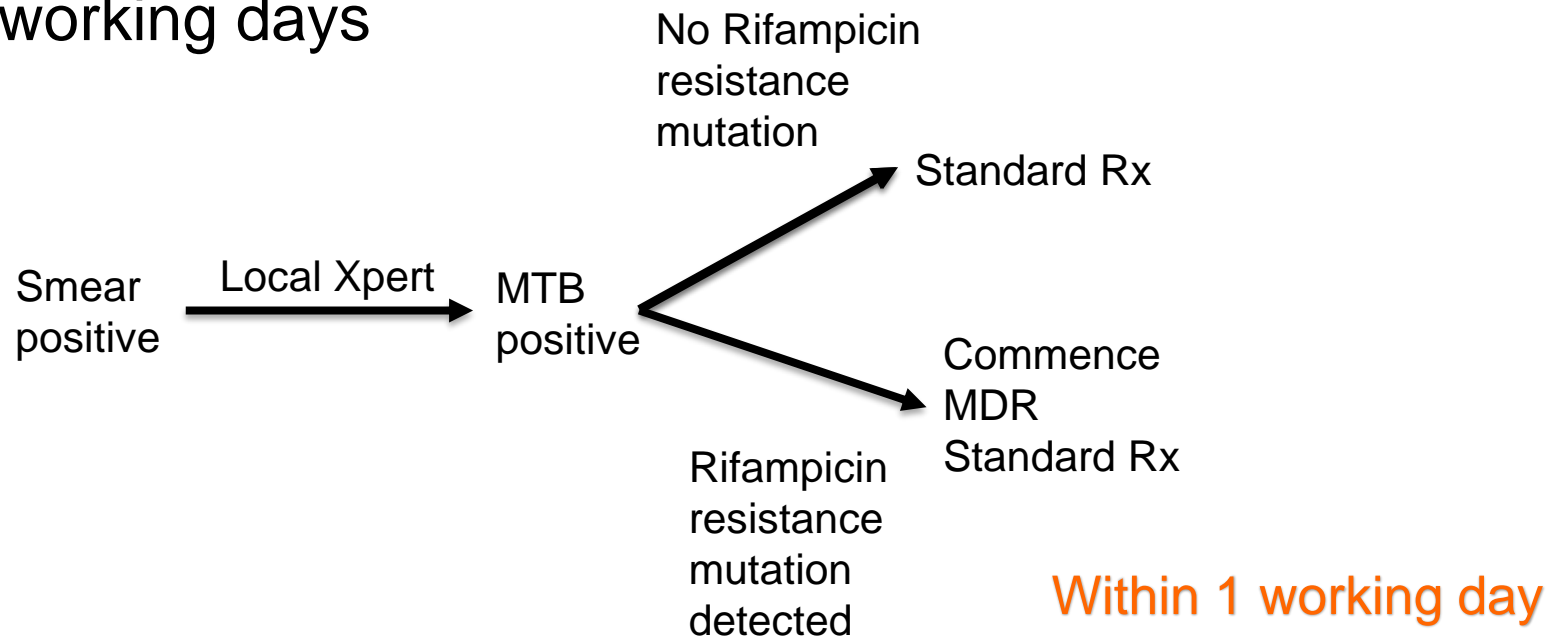 working days
No Rifampicin
resistance
mutation
Standard Rx
Smear
positive
Local Xpert
MTB
positive
Commence
MDR
Standard Rx
Rifampicin
resistance
mutation
detected
Within 1 working day